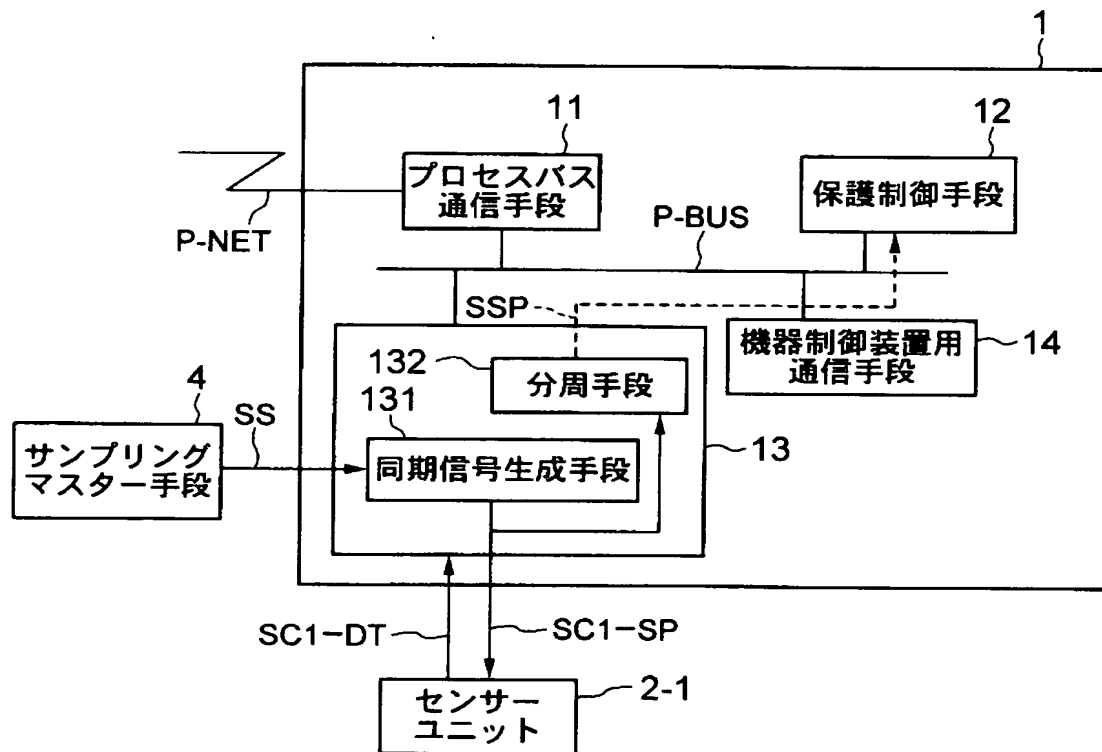 1
11
12
プロセスバス
通信手段
保護制御手段
P-NET
P-BUS
SSP
132
分周手段
機器制御装置用
通信手段
14
4
SS
131
サンプリング
マスター手段
同期信号生成手段
13
SC1-DT
SC1-SP
センサー
ユニット
2-1